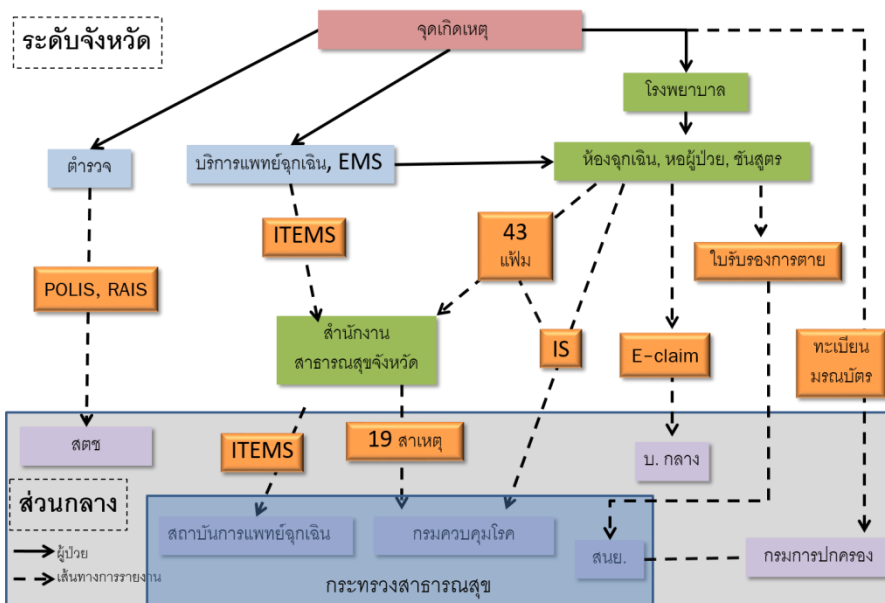 จุดเกิดเหตุ
ระดับจังหวัด
โรงพยาบาล
ตำรวจ
บริการแพทย์ฉุกเฉิน, EMS
ห้องฉุกเฉิน, หอผู้ป่วย, ชันสูตร
ITEMS
43
แฟ้ม
ใบรับรองการตาย
POLIS, RAIS
สำนักงาน
สาธารณสุขจังหวัด
IS
E-claim
ทะเบียน
มรณบัตร
สตช
ITEMS
19 สาเหตุ
บ. กลาง
ส่วนกลาง
สถาบันการแพทย์ฉุกเฉิน
กรมควบคุมโรค
สนย.
กรมการปกครอง
ผู้ป่วย
เส้นทางการรายงาน
กระทรวงสาธารณสุข